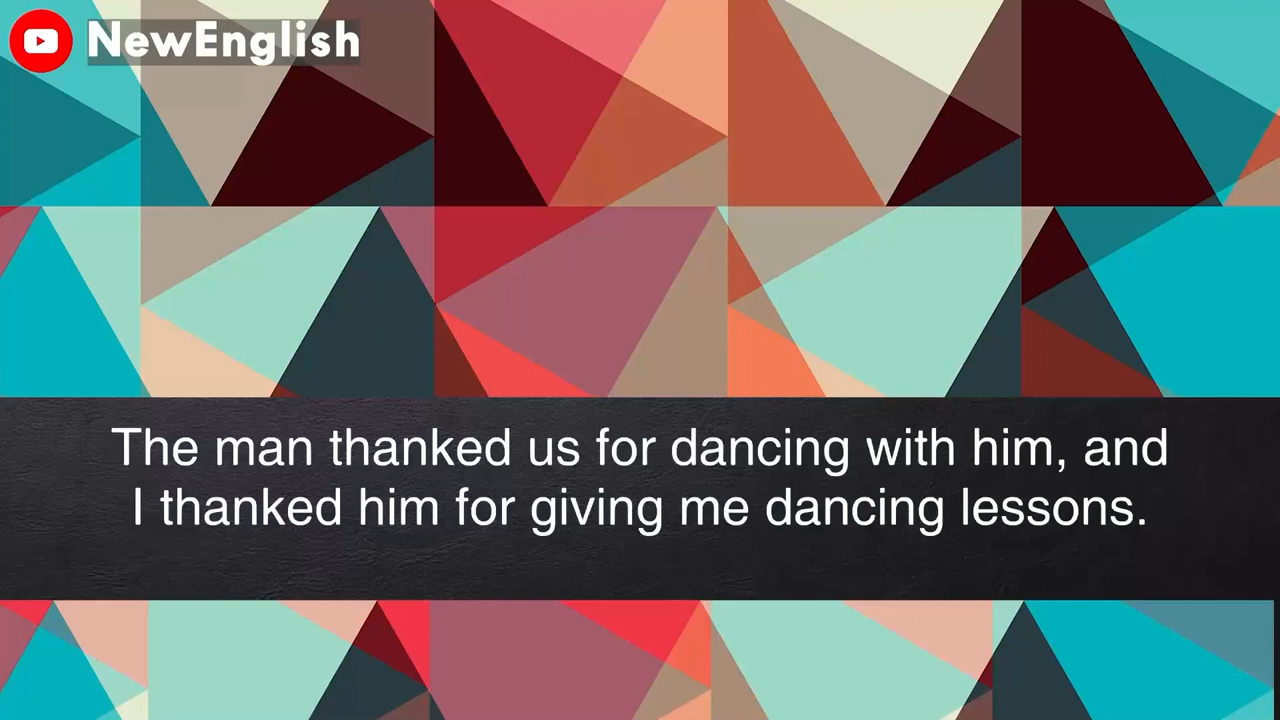 NewEnglish
The man thanked us for dancing with him, and
I thanked him for giving me dancing lessons.